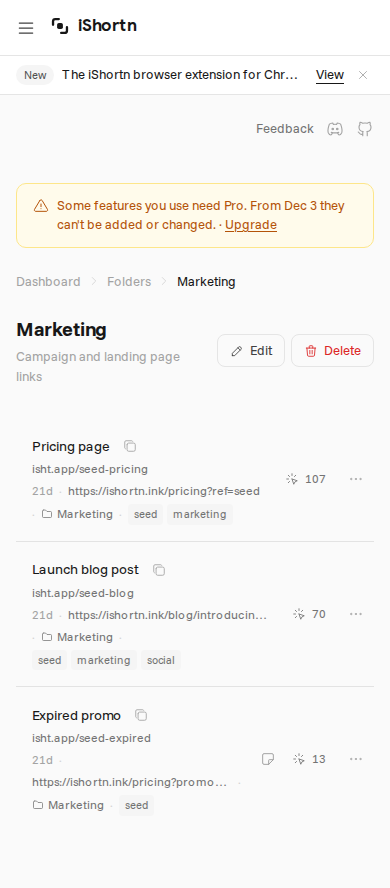 iShortn
New The iShortn browser extension for Chr... View
Feedback
Some features you use need Pro. From Dec 3 they
can't be added or changed. · Upgrade
Dashboard Folders Marketing
Marketing
Campaign and landing page
links
Edit Delete
Pricing page
isht.app/seed-pricing
21d · https://ishortn.ink/pricing?ref=seed
· Marketing · seed marketing
107
Launch blog post
isht.app/seed-blog
21d · https://ishortn.ink/blog/introducin...
· Marketing ·
seed marketing social
70
Expired promo
isht.app/seed-expired
21d ·
https://ishortn.ink/pricing?promo... ·
Marketing · seed
13